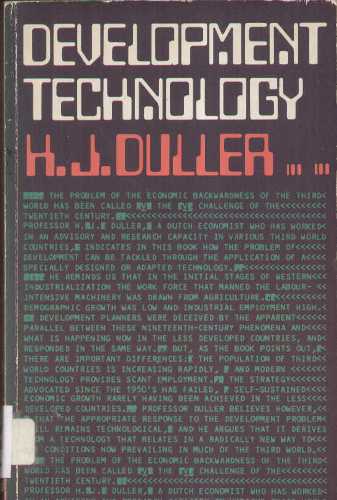 DEVELOPMENT
TECHNOLOGY
H.J. DULLER
THE PROBLEM OF THE ECONOMIC BACKWARDNESS OF THE THIRD
WORLD HAS BEEN CALLED THE CHALLENGE OF THE<<<<<<<<
TWENTIETH CENTURY.
PROFESSOR H. DULLER, A DUTCH ECONOMIST WHO HAS WORKED<
IN AN ADVISORY AND RESEARCH CAPACITY IN VARIOUS THIRD WORLD
COUNTRIES, INDICATES IN THIS BOOK HOW THE PROBLEM OF<
DEVELOPMENT CAN BE TACKLED THROUGH THE APPLICATION OF A
SPECIALLY DESIGNED OR ADAPTED TECHNOLOGY.
HE REMINDS US THAT IN THE INITIAL STAGES OF WESTERN
INDUSTRIALIZATION THE WORK FORCE THAT MANNED THE LABOUR-
INTENSIVE MACHINERY WAS DRAWN FROM AGRICULTURE.
DEMOGRAPHIC GROWTH WAS LOW AND INDUSTRIAL EMPLOYMENT HIGH.
DEVELOPMENT PLANNERS WERE DECEIVED BY THE APPARENT
PARALLEL BETWEEN THESE NINETEENTH-CENTURY PHENOMENA AND
WHAT IS HAPPENING NOW IN THE LESS DEVELOPED COUNTRIES, AND
RESPONDED IN THE SAME WAY. BUT, AS THE BOOK POINTS OUT,
THERE ARE IMPORTANT DIFFERENCES: THE POPULATION OF THIRD
WORLD COUNTRIES IS INCREASING RAPIDLY, AND MODERN
TECHNOLOGY PROVIDES SCANT EMPLOYMENT. THE STRATEGY
ADVOCATED SINCE THE 1950'S HAS FAILED, SELF-SUSTAINED
ECONOMIC GROWTH RARELY HAVING BEEN ACHIEVED IN THE LESS
DEVELOPED COUNTRIES. PROFESSOR DULLER BELIEVES HOWEVER,
THAT THE APPROPRIATE RESPONSE TO THE DEVELOPMENT PROBLEM
REMAINS TECHNOLOGICAL AND HE ARGUES THAT IT DERIVES
FROM A TECHNOLOGY THAT RELATES IN A RADICALLY NEW WAY TO
CONDITIONS NOW PREVAILING IN MUCH OF THE THIRD WORLD.
THE PROBLEM OF THE ECONOMIC BACKWARDNESS OF THE THIRD
WORLD HAS BEEN CALLED THE CHALLENGE OF THE
TWENTIETH CENTURY.
PROFESSOR H. DULLER, A DUTCH ECONOMIST WHO HAS WORKED